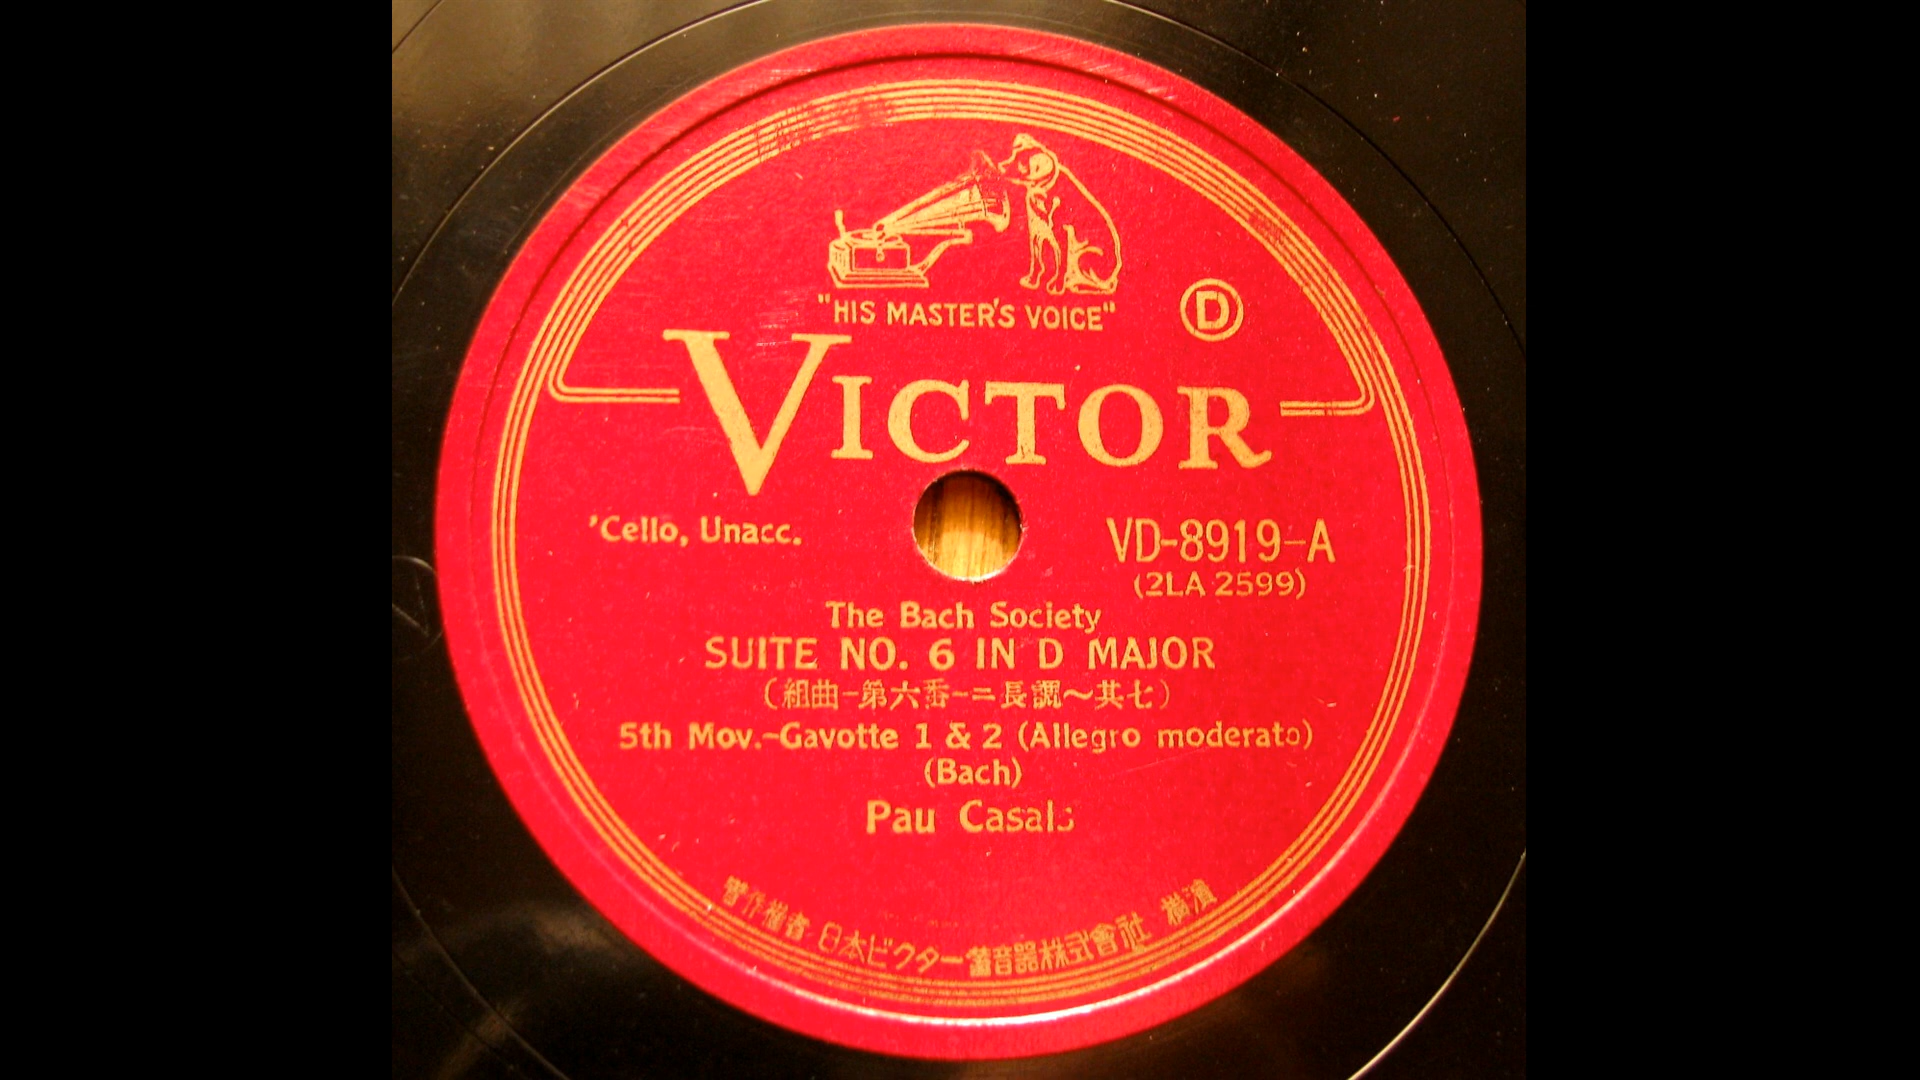 "HIS MASTER'S VOICE"
D
VICTOR
'Cello, Unacc.
VD-8919-A
(2LA 2599)
The Bach Society
SUITE NO. 6 IN D MAJOR
(組曲-第六番-ニ長調~其七)
5th Mov.-Gavotte 1 & 2 (Allegro moderato)
(Bach)
Pau Casals
著作権者 日本ビクター蓄音器株式會社 横濱